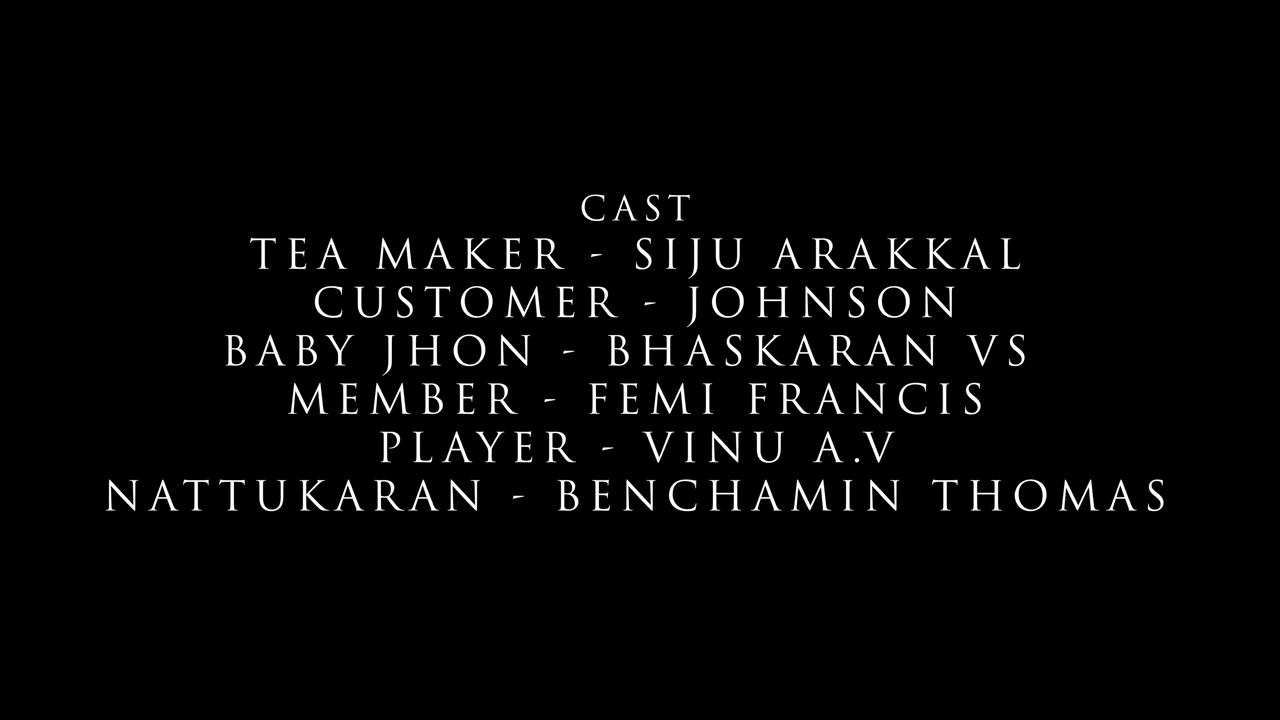 CAST
TEA MAKER - SIJU ARAKKAL
CUSTOMER - JOHNSON
BABY JHON - BHASKARAN VS
MEMBER - FEMI FRANCIS
PLAYER - VINU A.V
NATTUKARAN - BENCHAMIN THOMAS